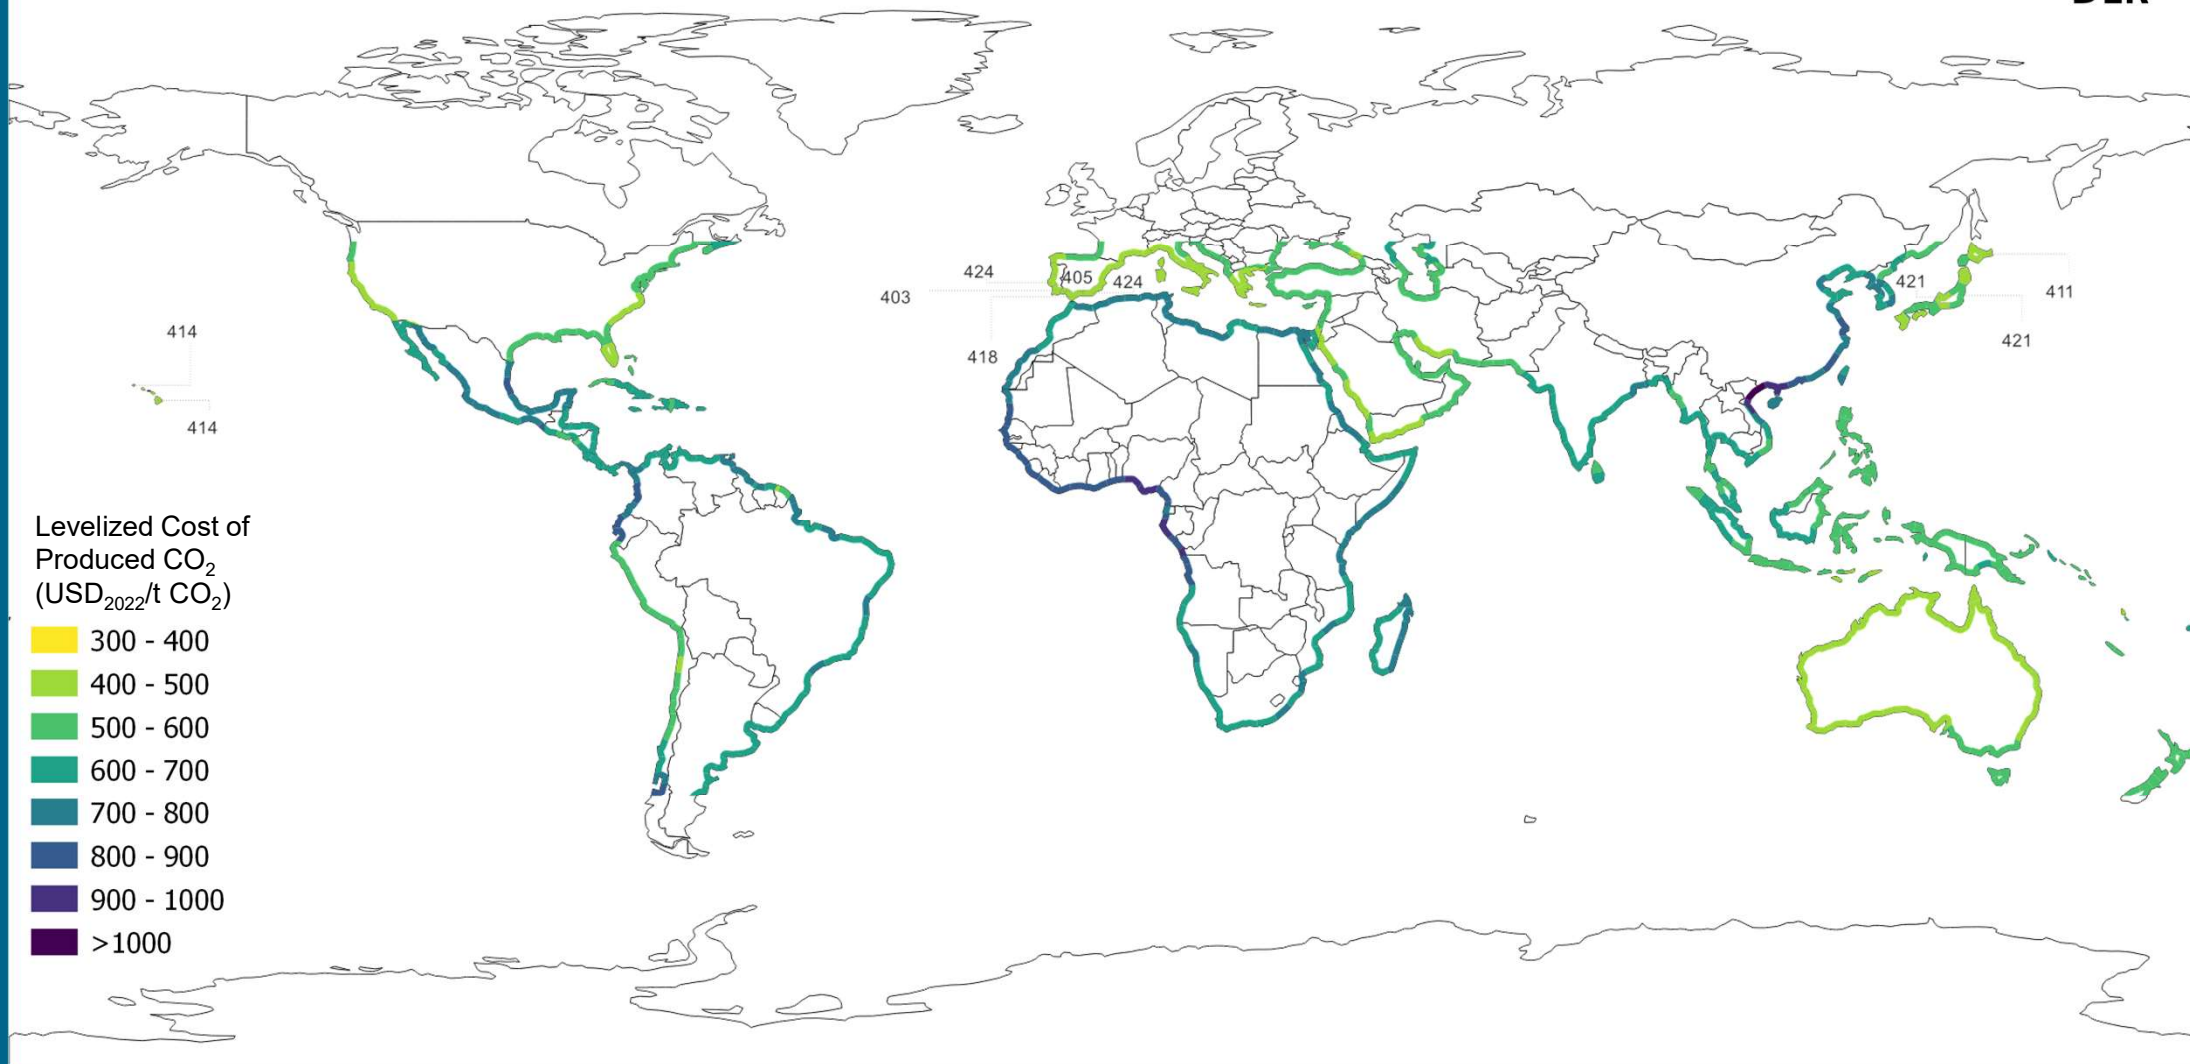 424
405
424
403
421
411
414
418
421
414
Levelized Cost of
Produced CO₂
(USD₂₀₂₂/t CO₂)
300 - 400
400 - 500
500 - 600
600 - 700
700 - 800
800 - 900
900 - 1000
>1000